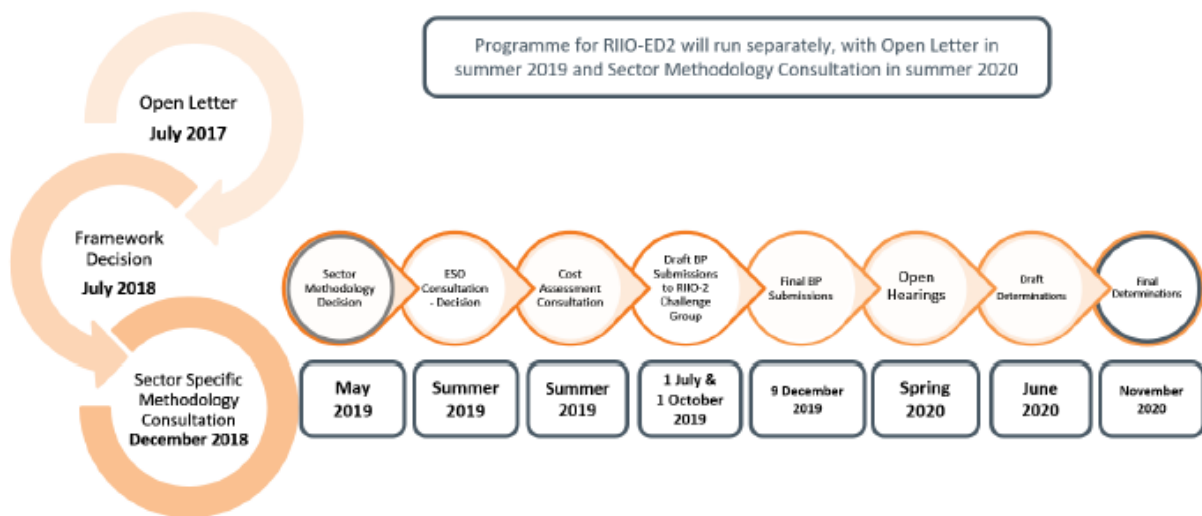 Programme for RIIO-ED2 will run separately, with Open Letter in
summer 2019 and Sector Methodology Consultation in summer 2020
Open Letter
July 2017
Framework
Decision
July 2018
Sector Specific
Methodology
Consultation
December 2018
Sector
Methodology
Decision
May
2019
ESO
Consultation
- Decision
Summer
2019
Cost
Assessment
Consultation
Summer
2019
Draft BP
Submissions
to RIIO-2
Challenge
Group
1 July &
1 October
2019
Final BP
Submissions
9 December
2019
Open
Hearings
Spring
2020
Draft
Determinations
June
2020
Final
Determinations
November
2020